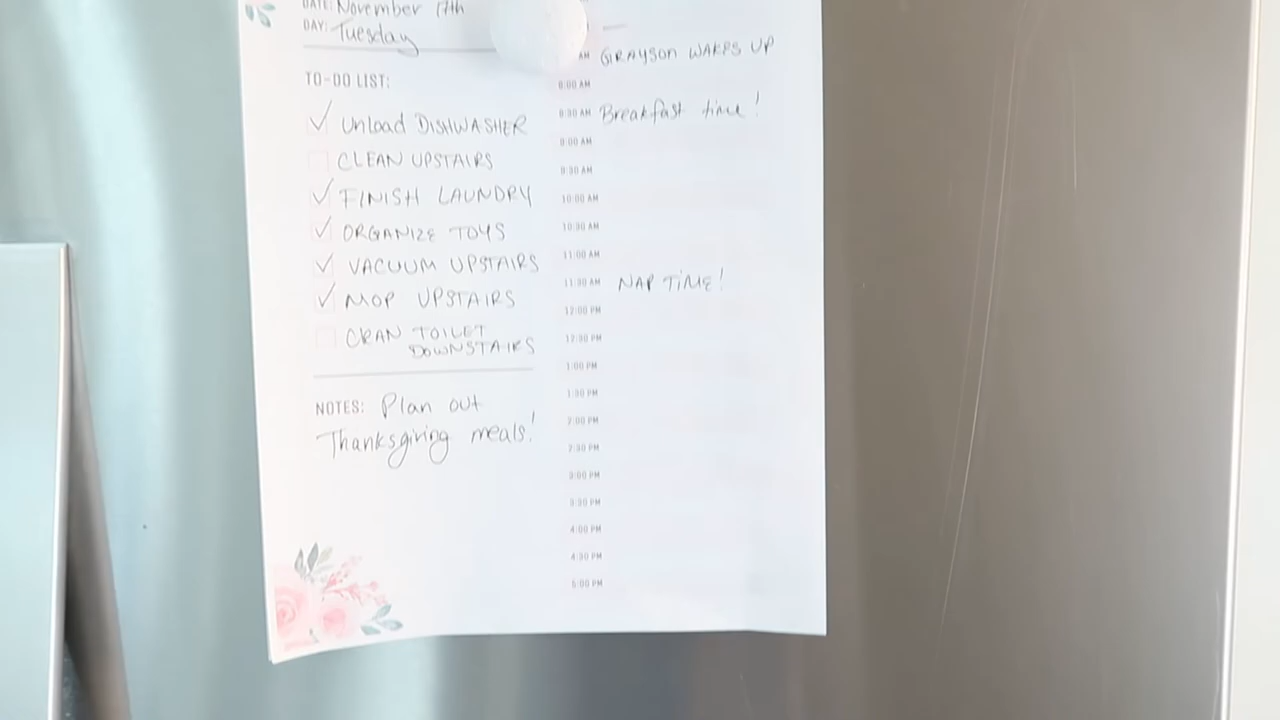 DATE: November 17th
DAY: Tuesday
TO-DO LIST:
Unload DISHWASHER
CLEAN UPSTAIRS
FINISH LAUNDRY
ORGANIZE TOYS
VACUUM UPSTAIRS
MOP UPSTAIRS
CLEAN TOILET
DOWNSTAIRS
NOTES: Plan out
Thanksgiving meals!
AM GRAYSON WAKES UP
8:00 AM
8:30 AM Breakfast time!
9:00 AM
9:30 AM
10:00 AM
10:30 AM
11:00 AM
11:30 AM NAP TIME!
12:00 PM
12:30 PM
1:00 PM
1:30 PM
2:00 PM
2:30 PM
3:00 PM
3:30 PM
4:00 PM
4:30 PM
5:00 PM